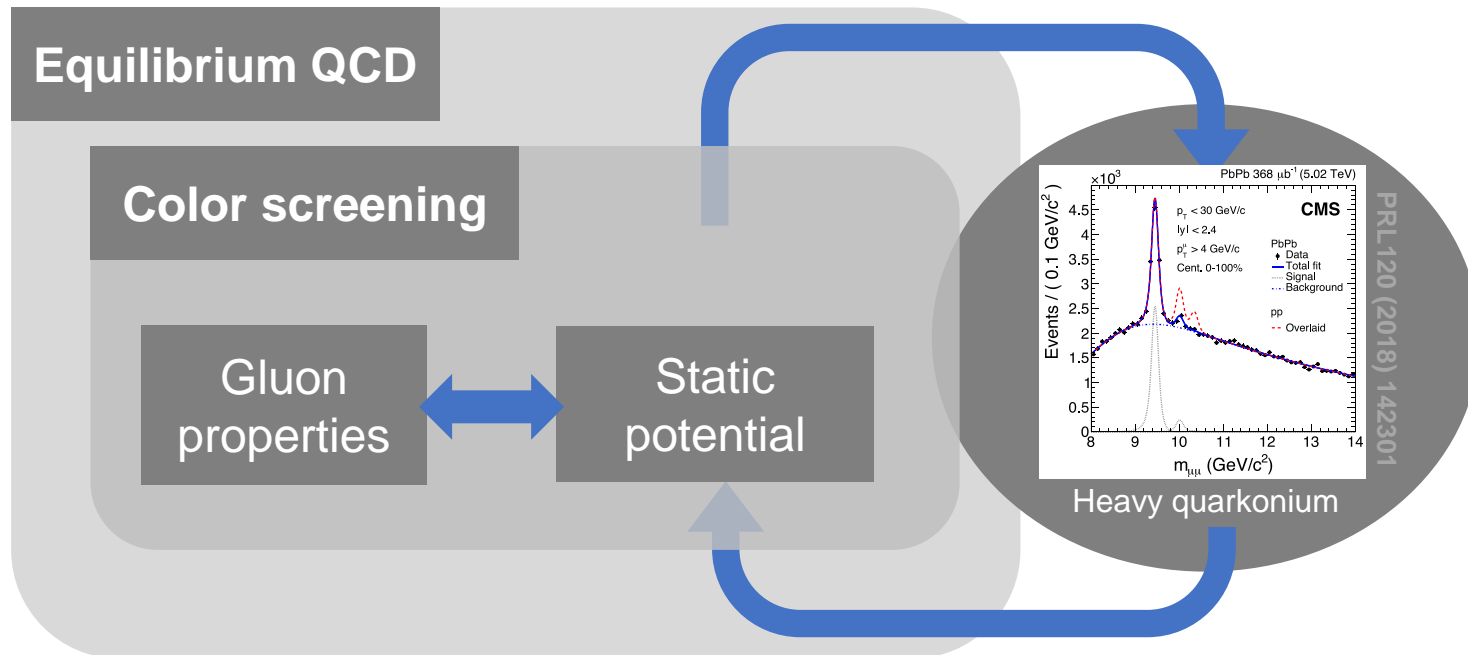 Equilibrium QCD
Color screening
Gluon
properties
Static
potential
×10³
PbPb 368 μb⁻¹ (5.02 TeV)
Events / ( 0.1 GeV/c² )
4.5
4
3.5
3
2.5
2
1.5
1
0.5
0
p_T < 30 GeV/c
|y| < 2.4
p_T^μ > 4 GeV/c
Cent. 0-100%
CMS
PbPb
Data
Total fit
Signal
Background
pp
Overlaid
8 9 10 11 12 13 14
m_μμ (GeV/c²)
PRL120 (2018) 142301
Heavy quarkonium